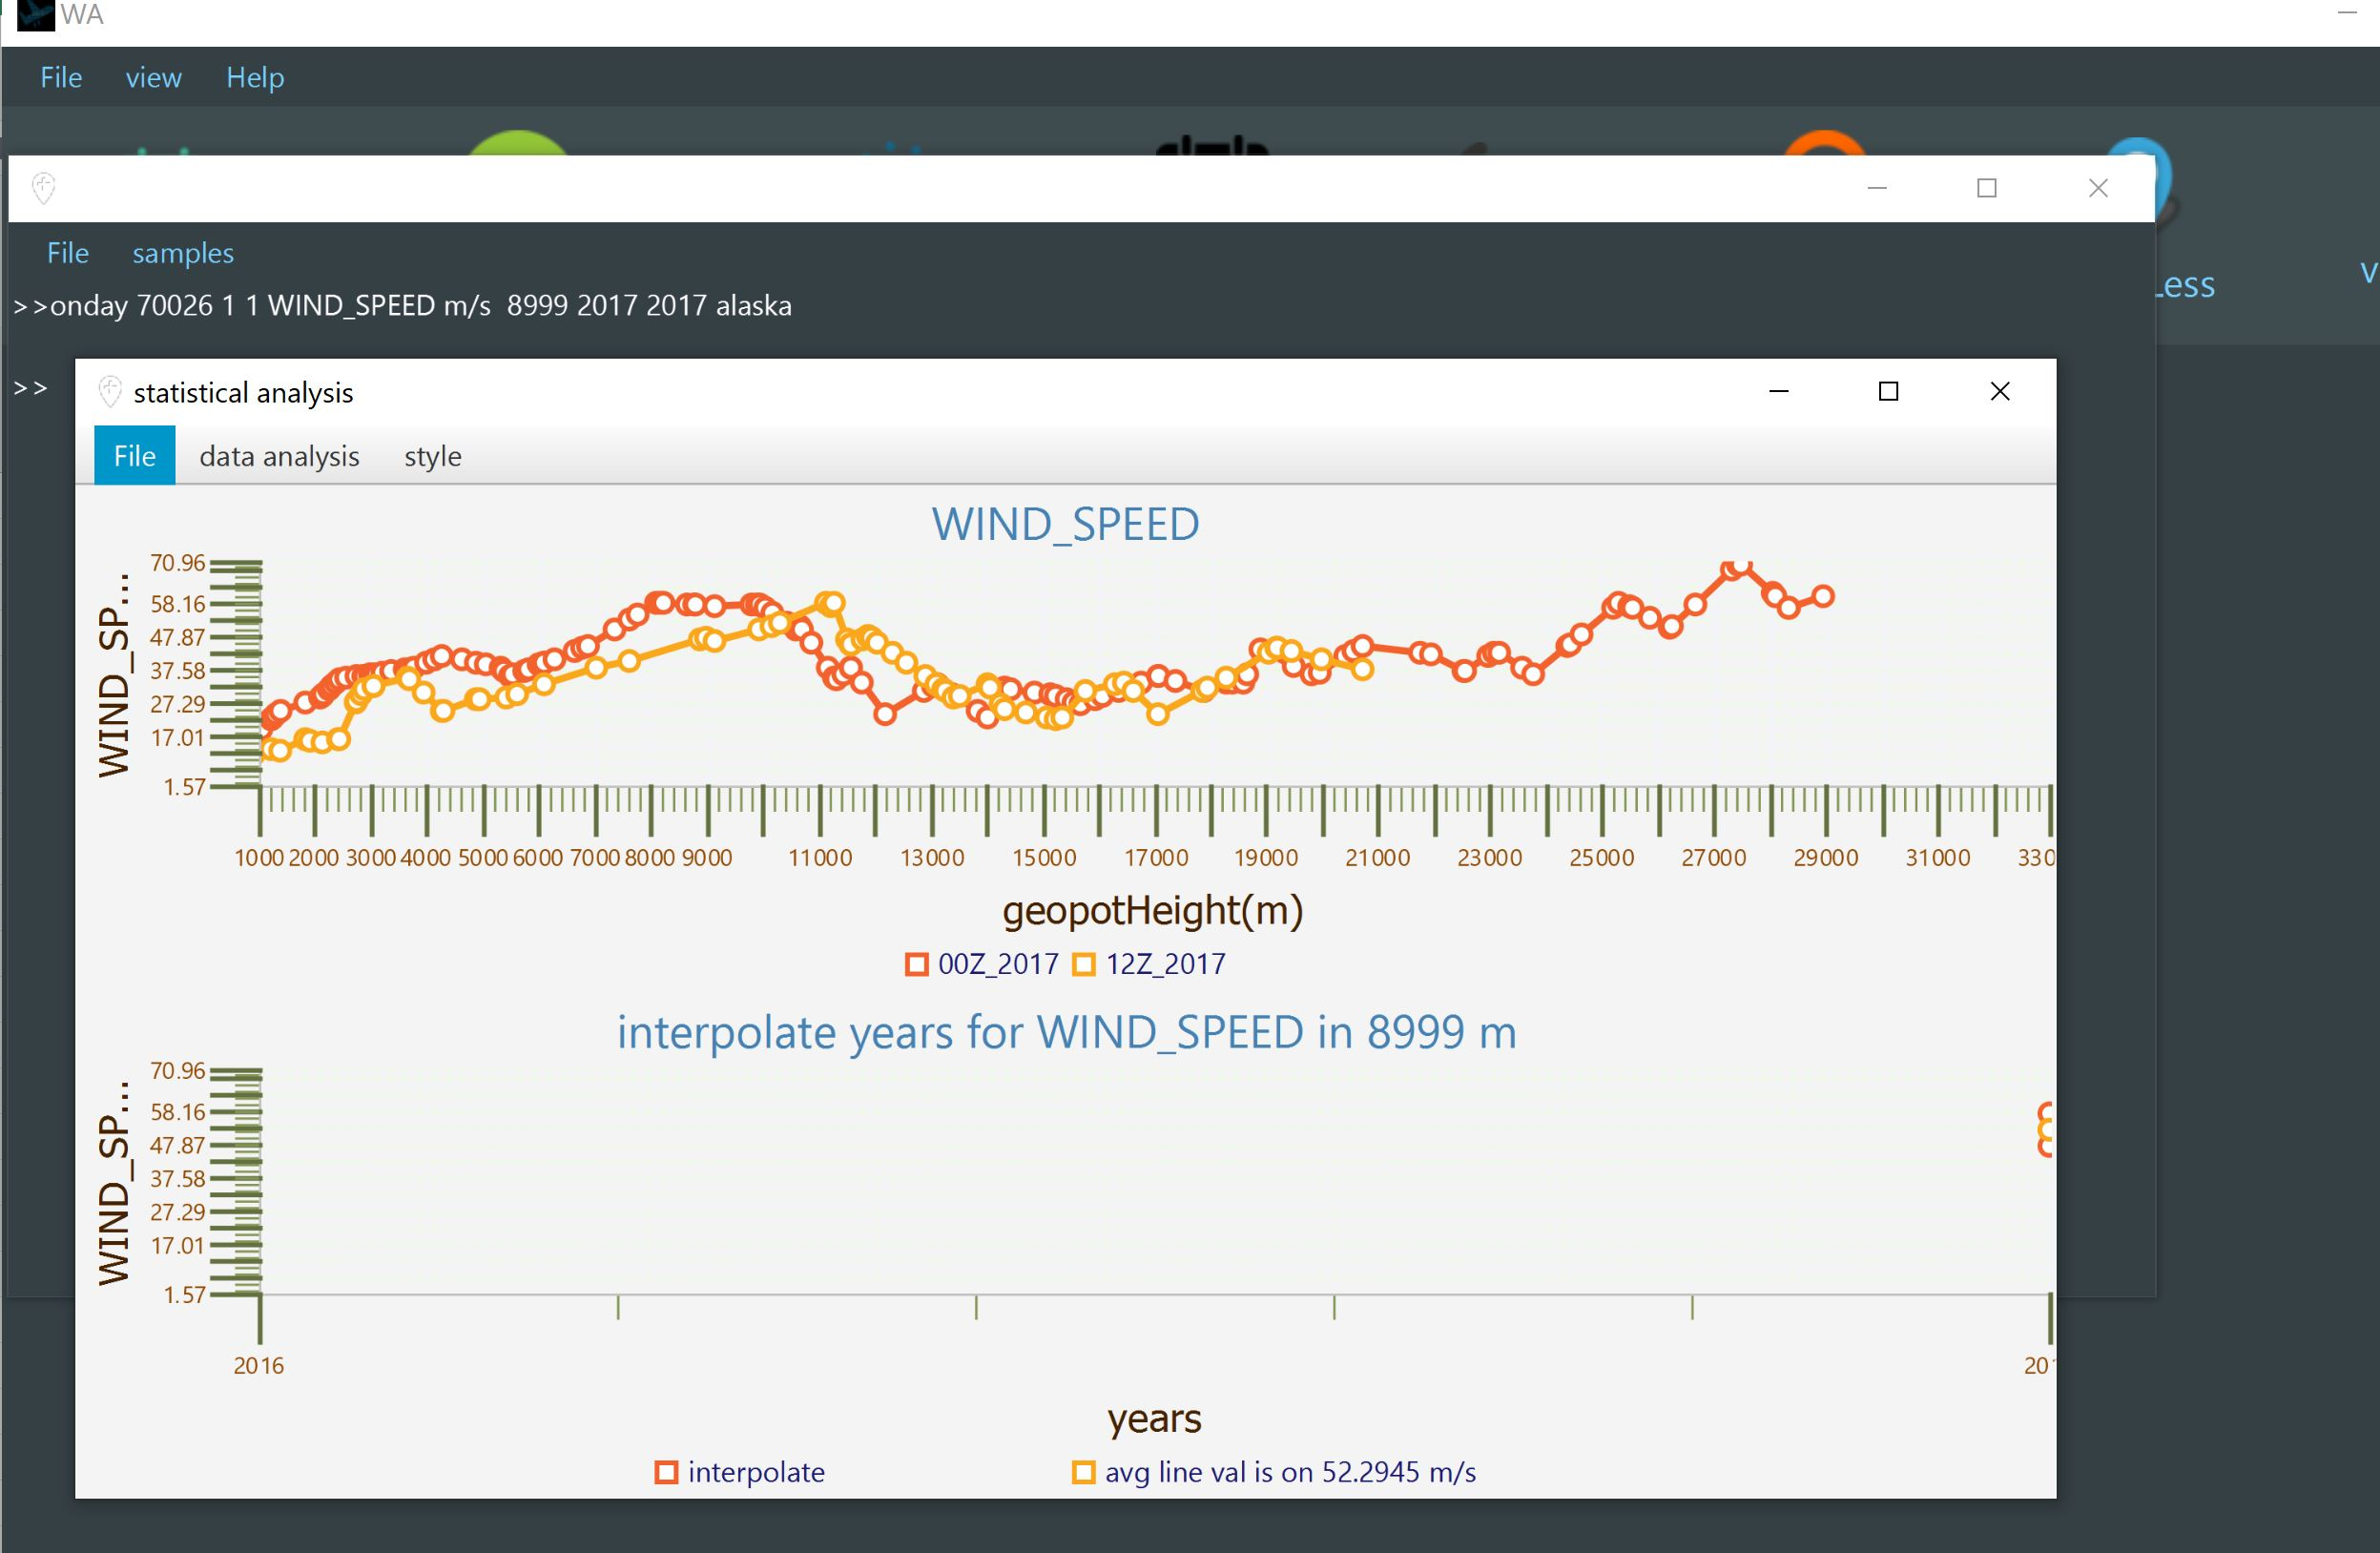 WA
File view Help
File samples
Less v
>>onday 70026 1 1 WIND_SPEED m/s 8999 2017 2017 alaska
>>
statistical analysis
File data analysis style
WIND_SPEED
WIND_SP...
70.96
58.16
47.87
37.58
27.29
17.01
1.57
1000 2000 3000 4000 5000 6000 7000 8000 9000 11000 13000 15000 17000 19000 21000 23000 25000 27000 29000 31000 330
geopotHeight(m)
00Z_2017 12Z_2017
interpolate years for WIND_SPEED in 8999 m
WIND_SP...
70.96
58.16
47.87
37.58
27.29
17.01
1.57
2016 20
years
interpolate avg line val is on 52.2945 m/s